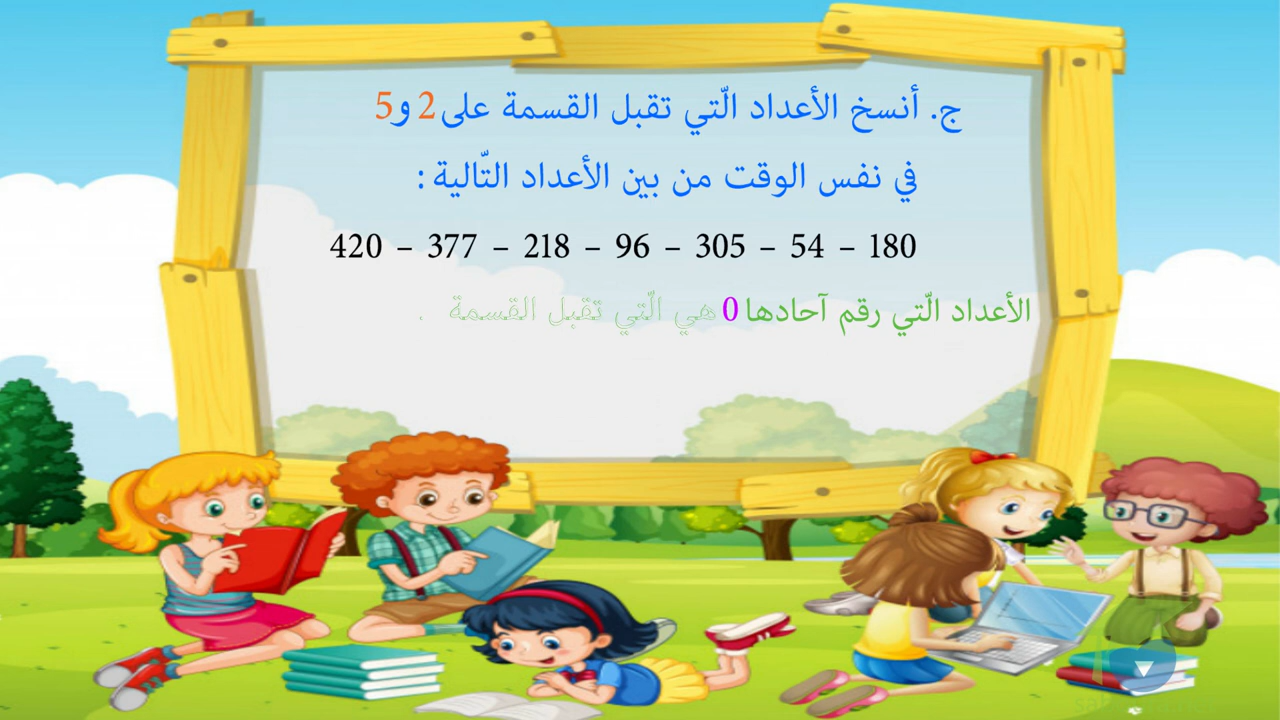 ج. أنسخ الأعداد الّتي تقبل القسمة على 2 و 5
في نفس الوقت من بين الأعداد التّالية :
420 – 377 – 218 – 96 – 305 – 54 – 180
الأعداد الّتي رقم آحادها 0 هي الّتي تقبل القسمة .